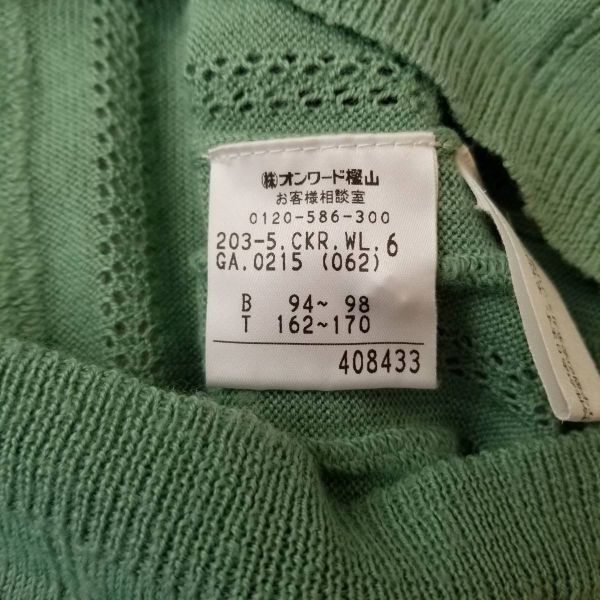 ㈱オンワード樫山
お客様相談室
0120-586-300
203-5.CKR.WL.6
GA.0215 (062)
B 94~ 98
T 162~170
408433